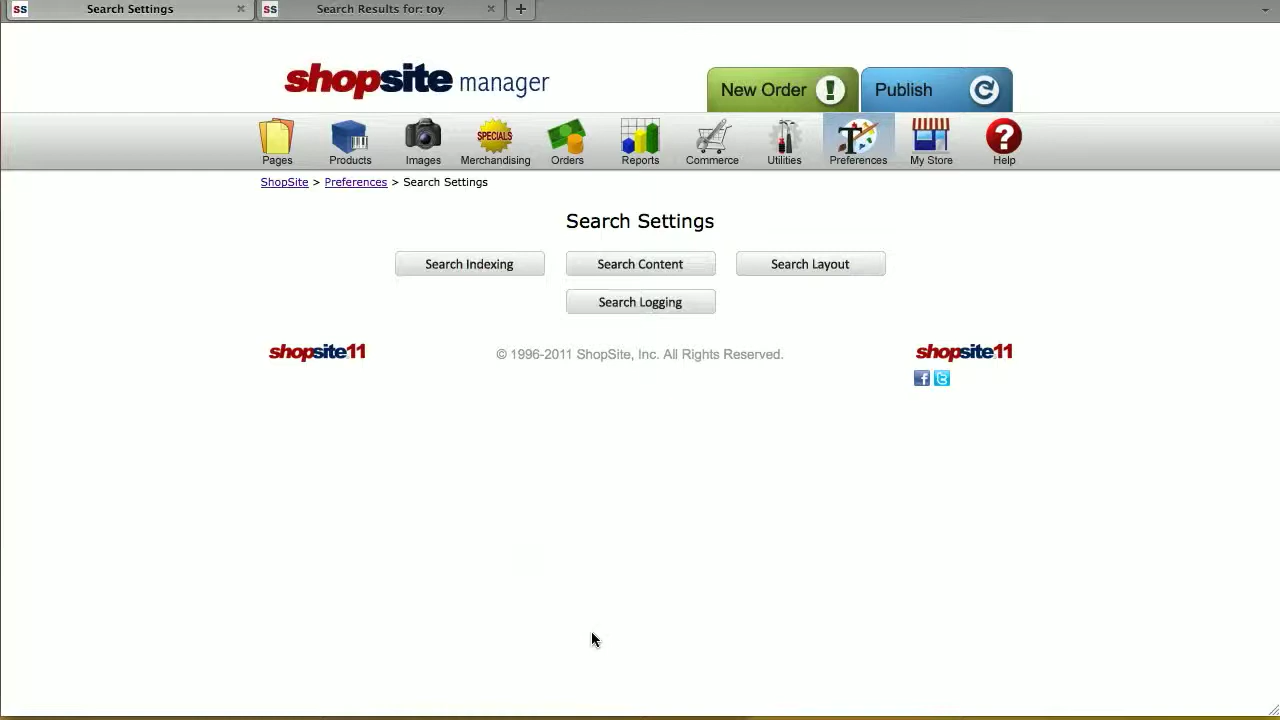 Search Settings
Search Results for: toy
shopsite manager
New Order
Publish
SPECIALS
Pages
Products
Images
Merchandising
Orders
Reports
Commerce
Utilities
Preferences
My Store
Help
ShopSite > Preferences > Search Settings
Search Settings
Search Indexing
Search Content
Search Layout
Search Logging
shopsite11
© 1996-2011 ShopSite, Inc. All Rights Reserved.
shopsite11